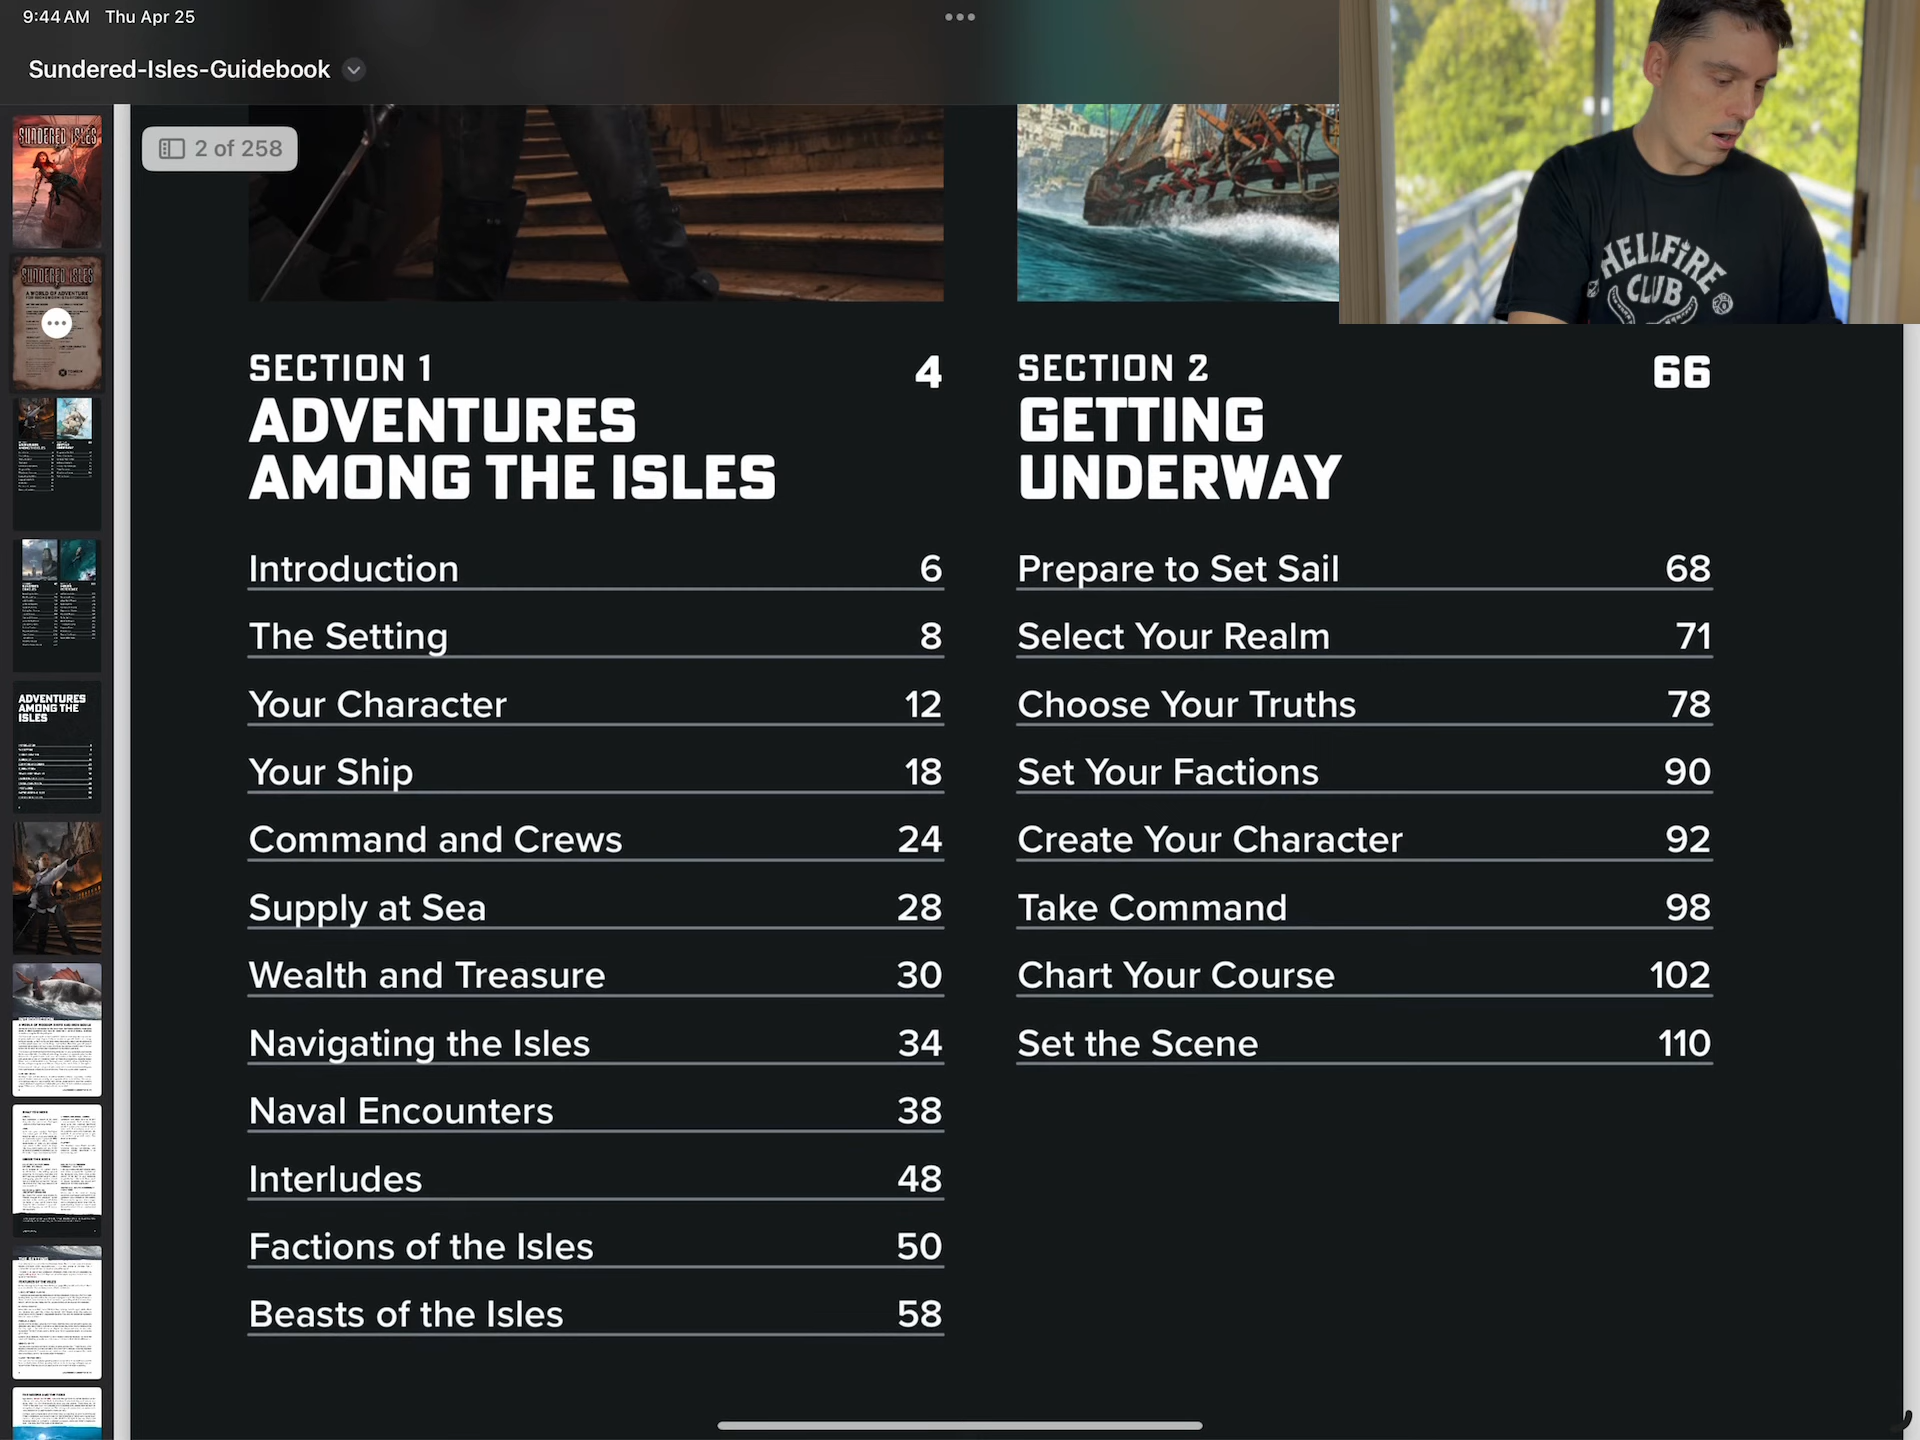 9:44 AM Thu Apr 25
Sundered-Isles-Guidebook
2 of 258
SUNDERED ISLES
SUNDERED ISLES
ADVENTURES
AMONG THE
ISLES
HELLFIRE
CLUB
SECTION 1 4
ADVENTURES
AMONG THE ISLES
Introduction 6
The Setting 8
Your Character 12
Your Ship 18
Command and Crews 24
Supply at Sea 28
Wealth and Treasure 30
Navigating the Isles 34
Naval Encounters 38
Interludes 48
Factions of the Isles 50
Beasts of the Isles 58
SECTION 2 66
GETTING
UNDERWAY
Prepare to Set Sail 68
Select Your Realm 71
Choose Your Truths 78
Set Your Factions 90
Create Your Character 92
Take Command 98
Chart Your Course 102
Set the Scene 110